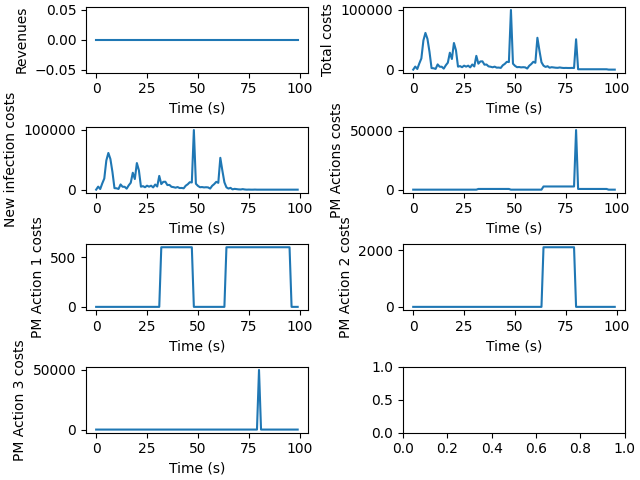 Revenues
0.05
0.00
−0.05
0 25 50 75 100
Time (s)
Total costs
100000
0
0 25 50 75 100
Time (s)
New infection costs
100000
0
0 25 50 75 100
Time (s)
PM Actions costs
50000
0
0 25 50 75 100
Time (s)
PM Action 1 costs
500
0
0 25 50 75 100
Time (s)
PM Action 2 costs
2000
0
0 25 50 75 100
Time (s)
PM Action 3 costs
50000
0
0 25 50 75 100
Time (s)
1.0
0.5
0.0
0.0 0.2 0.4 0.6 0.8 1.0